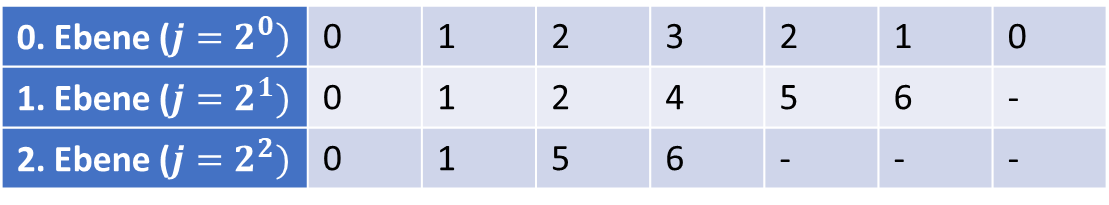 0. Ebene (j = 2⁰) 0 1 2 3 2 1 0
1. Ebene (j = 2¹) 0 1 2 4 5 6 -
2. Ebene (j = 2²) 0 1 5 6 - - -